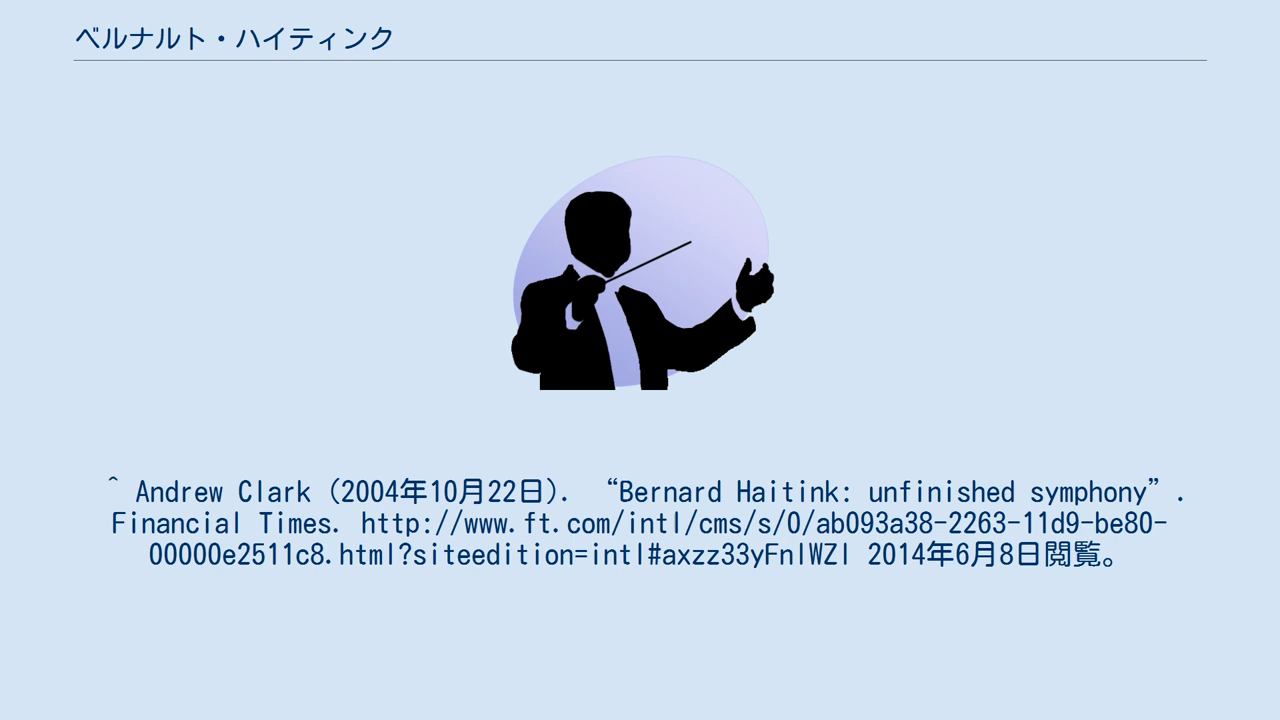 ベルナルト・ハイティンク
^ Andrew Clark (2004年10月22日). “Bernard Haitink: unfinished symphony”.
Financial Times. http://www.ft.com/intl/cms/s/0/ab093a38-2263-11d9-be80-
00000e2511c8.html?siteedition=intl#axzz33yFnlWZl 2014年6月8日閲覧。